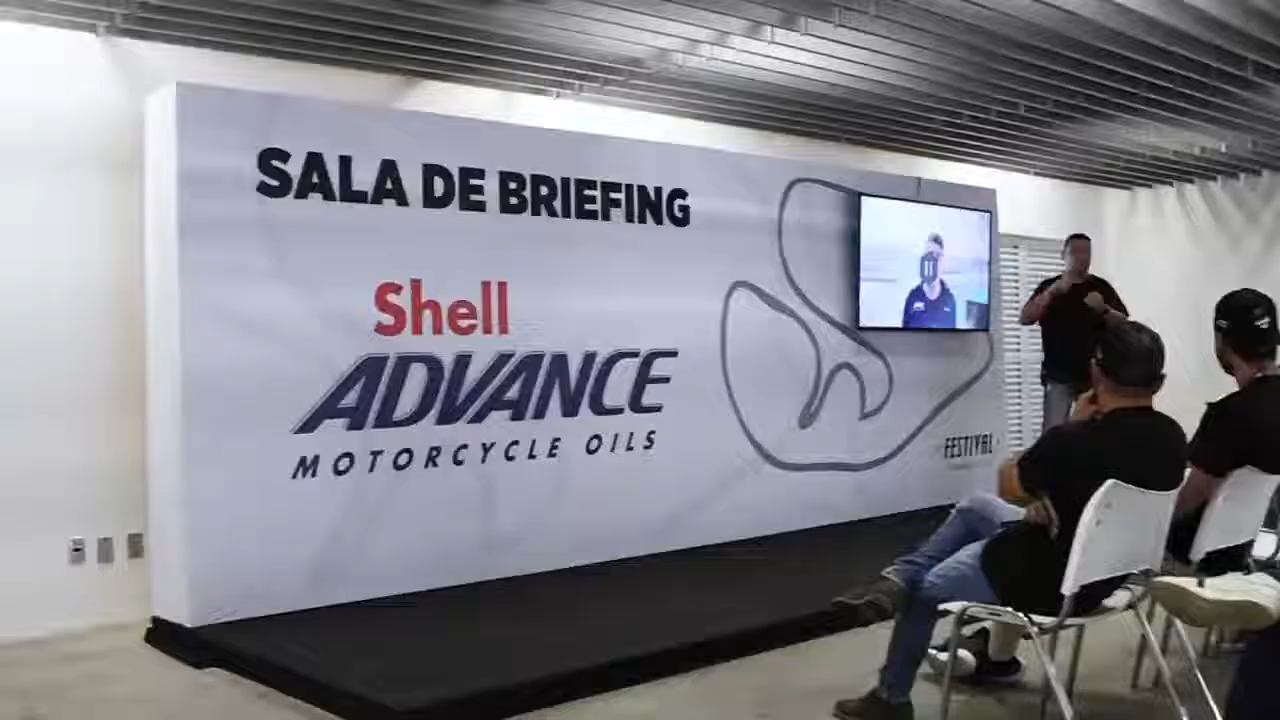 SALA DE BRIEFING
Shell
ADVANCE
MOTORCYCLE OILS
FESTIVAL